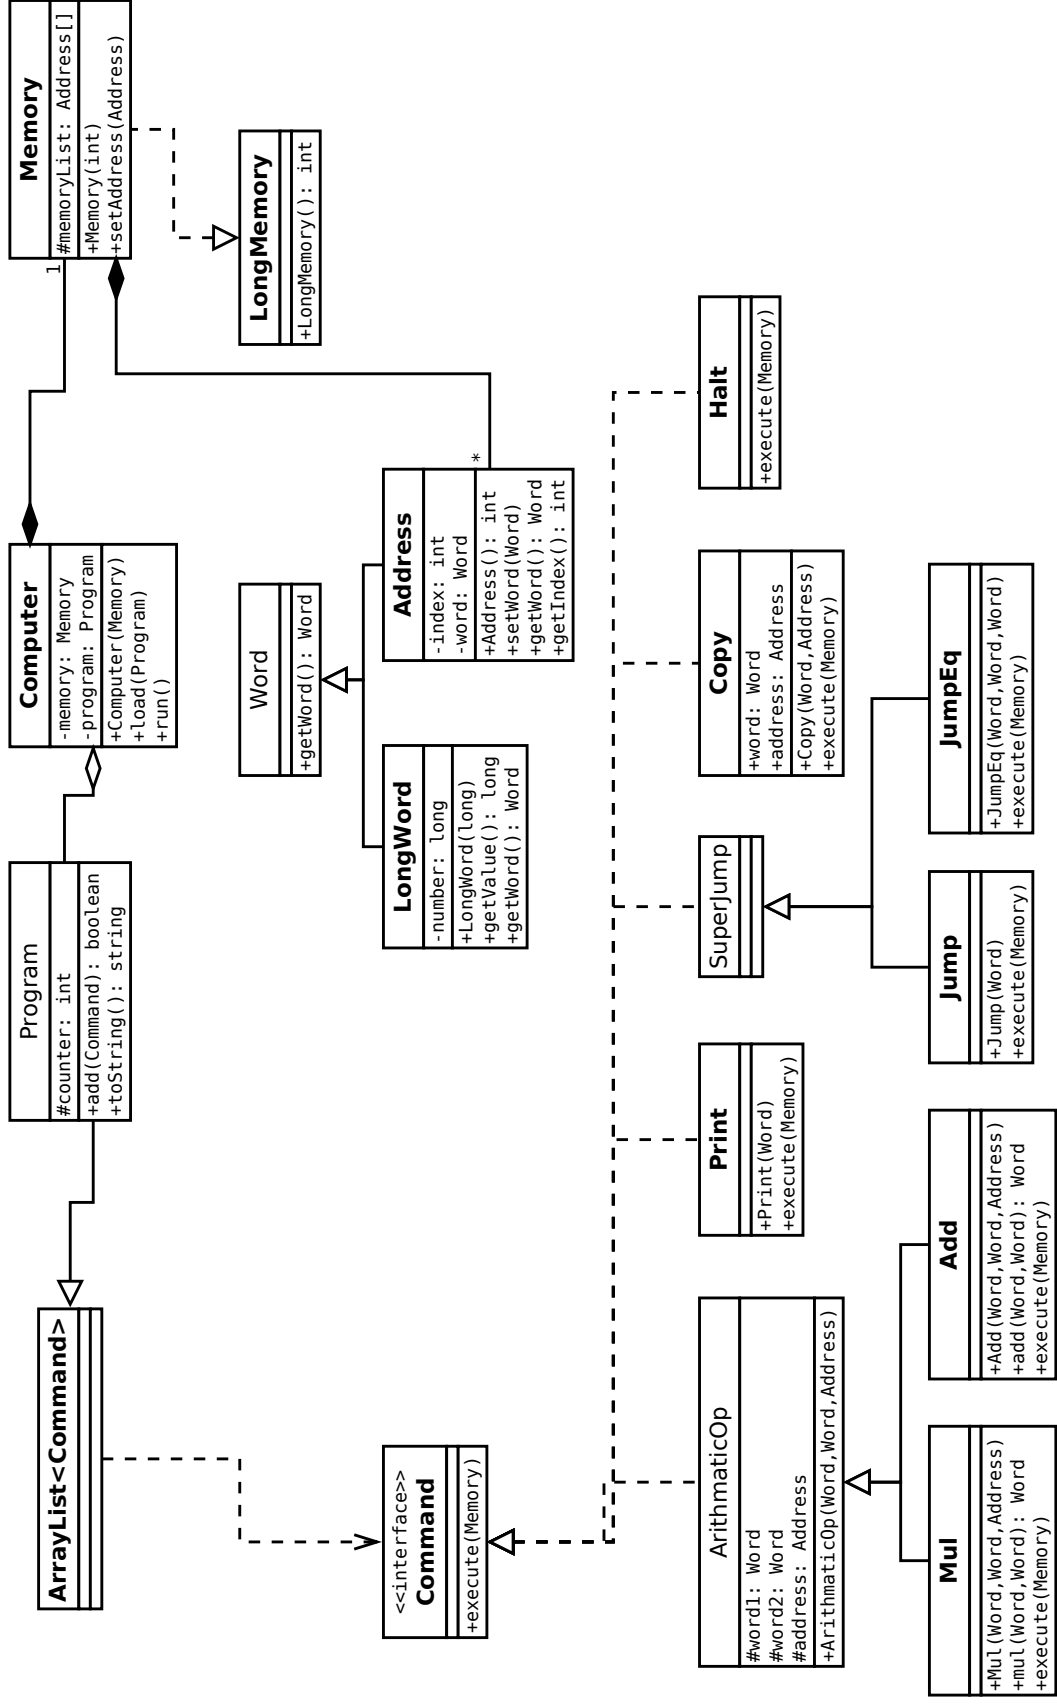 ArrayList<Command>
Program
#counter: int
+add(Command): boolean
+toString(): string
Computer
-memory: Memory
-program: Program
+Computer(Memory)
+load(Program)
+run()
1
Memory
#memoryList: Address[]
+Memory(int)
+setAddress(Address)
Word
+getWord(): Word
LongMemory
+LongMemory(): int
<<interface>>
Command
+execute(Memory)
LongWord
-number: long
+LongWord(long)
+getValue(): long
+getWord(): Word
Address
-index: int
-word: Word
+Address(): int
+setWord(Word)
+getWord(): Word
+getIndex(): int
*
ArithmaticOp
#word1: Word
#word2: Word
#address: Address
+ArithmaticOp(Word,sWord,Address)
Print
+Print(Word)
+execute(Memory)
SuperJump
Copy
+word: Word
+address: Address
+Copy(Word,Address)
+execute(Memory)
Halt
+execute(Memory)
Mul
+Mul(Word,Word,Address)
+mul(Word,Word): Word
+execute(Memory)
Add
+Add(Word,Word,Address)
+add(Word,Word): Word
+execute(Memory)
Jump
+Jump(Word)
+execute(Memory)
JumpEq
+JumpEq(Word,Word,Word)
+execute(Memory)